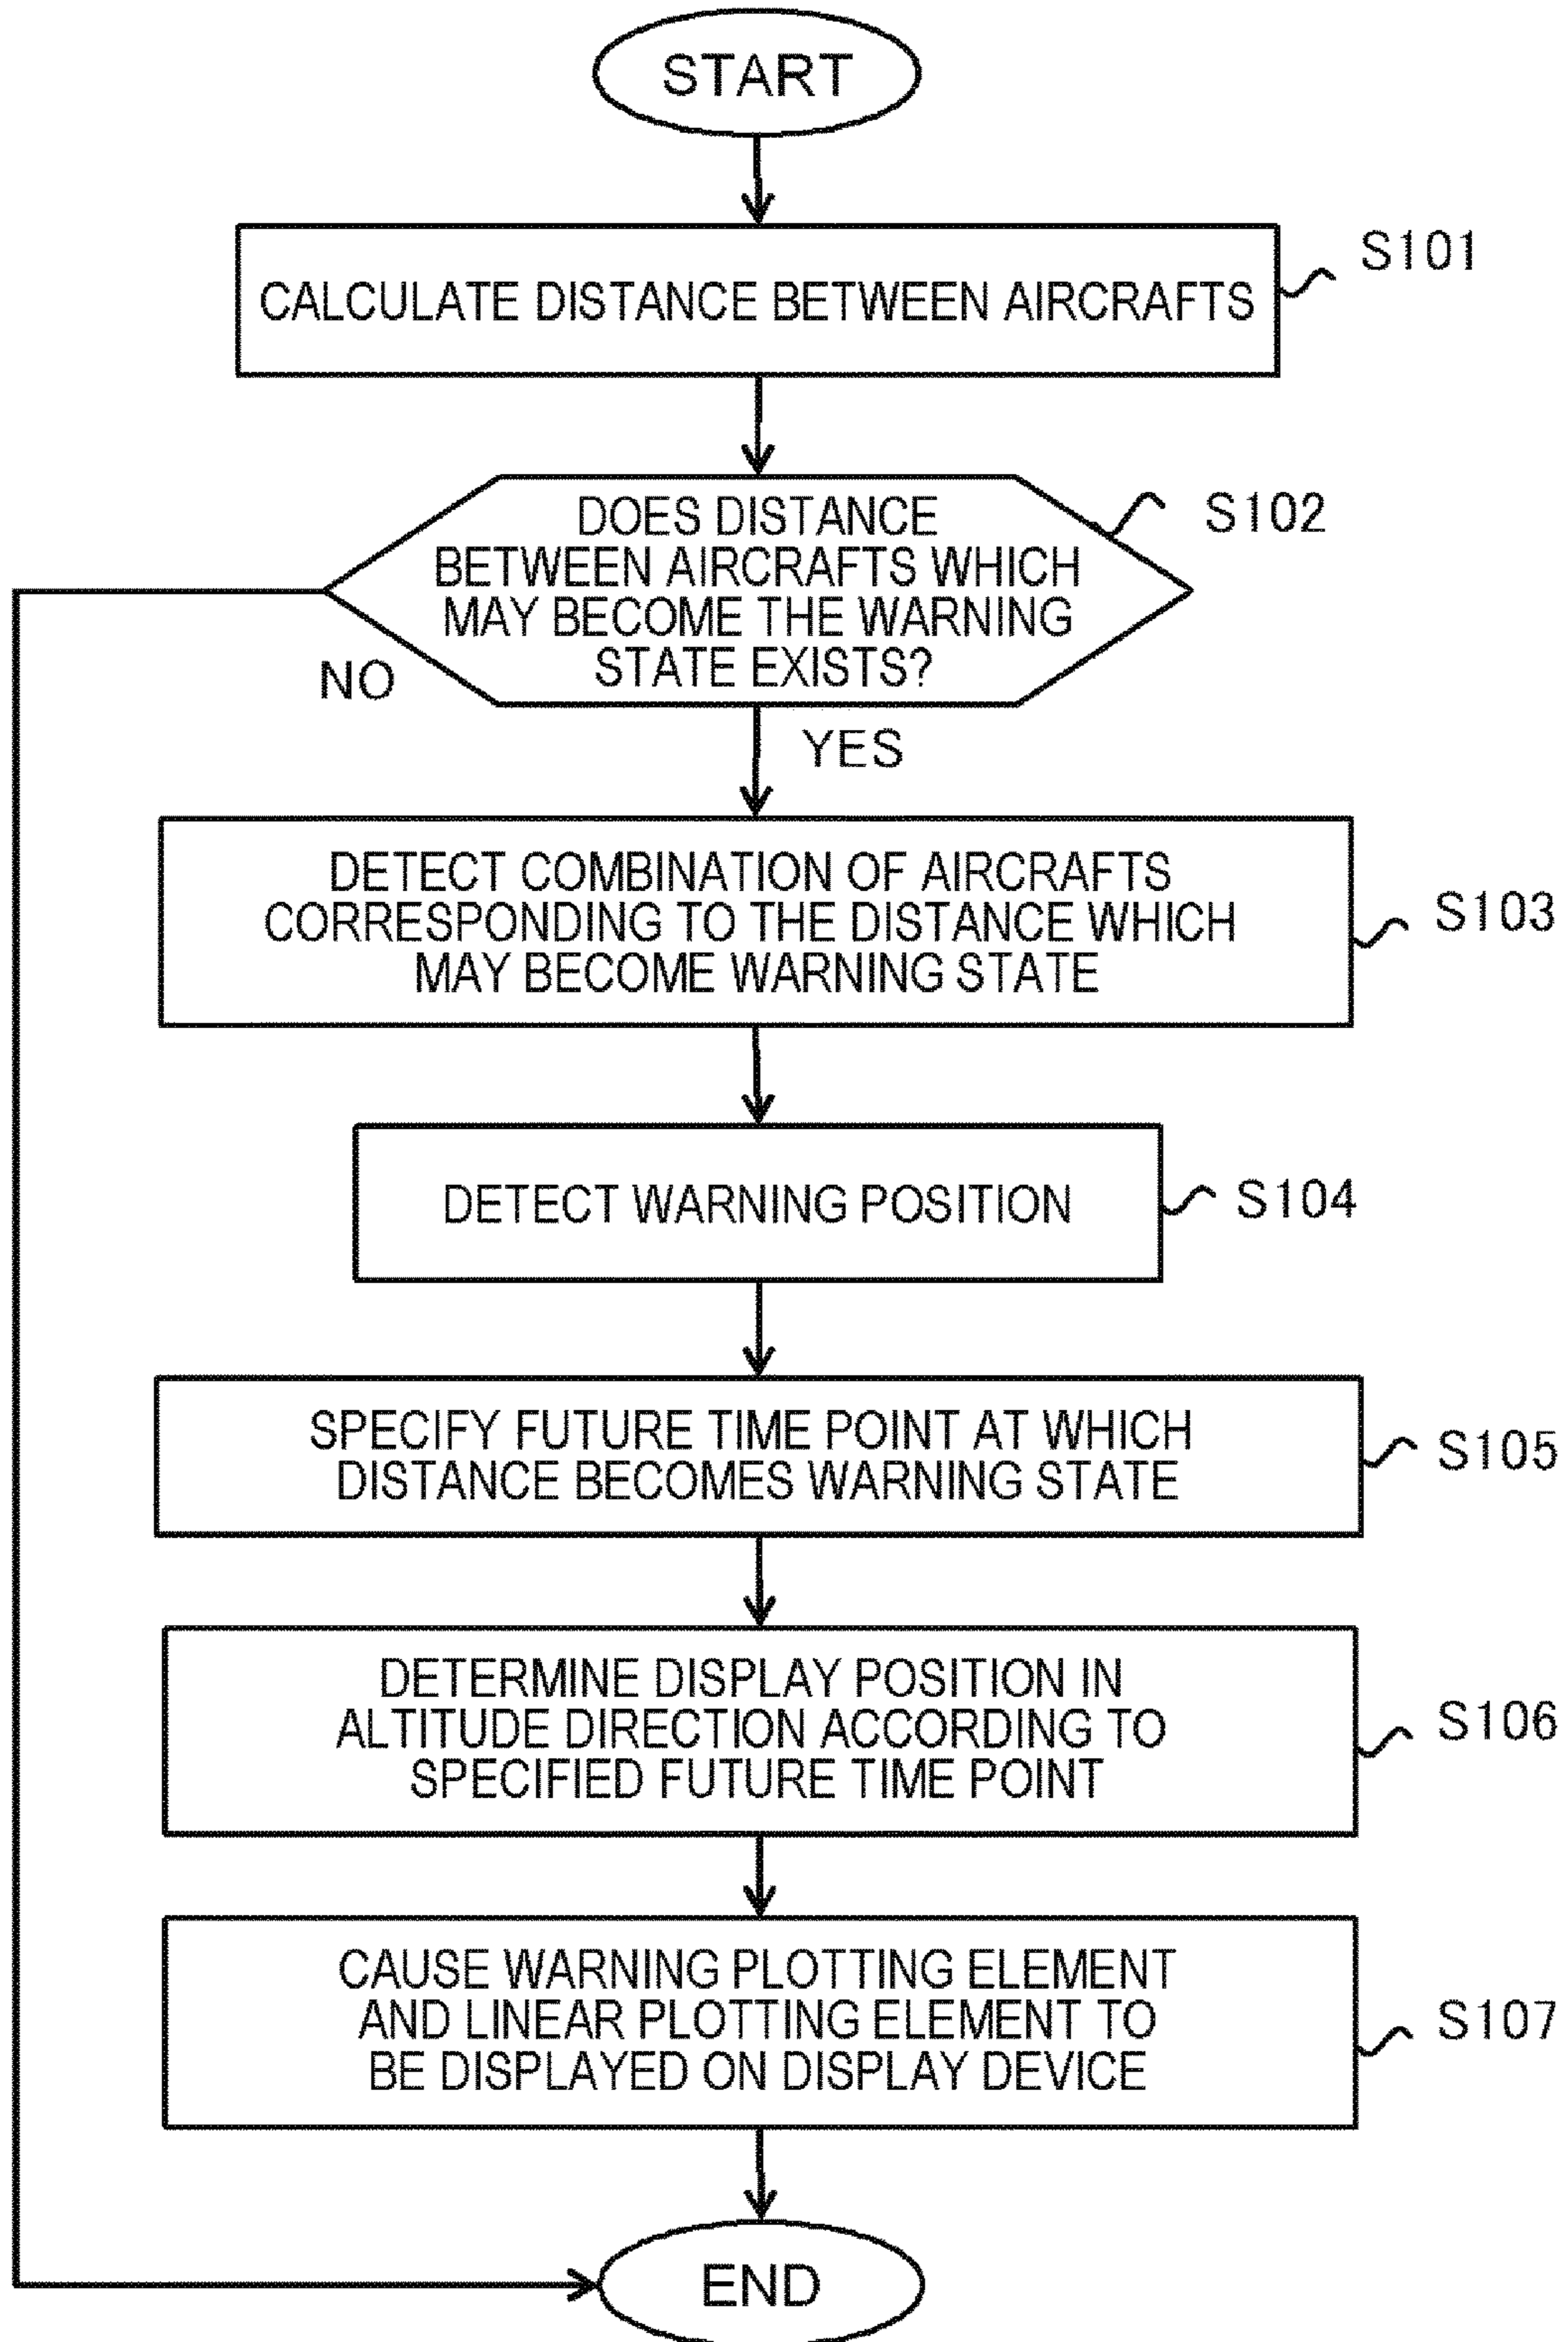 START
CALCULATE DISTANCE BETWEEN AIRCRAFTS
S101
DOES DISTANCE
BETWEEN AIRCRAFTS WHICH
MAY BECOME THE WARNING
STATE EXISTS?
S102
NO
YES
DETECT COMBINATION OF AIRCRAFTS
CORRESPONDING TO THE DISTANCE WHICH
MAY BECOME WARNING STATE
S103
DETECT WARNING POSITION
S104
SPECIFY FUTURE TIME POINT AT WHICH
DISTANCE BECOMES WARNING STATE
S105
DETERMINE DISPLAY POSITION IN
ALTITUDE DIRECTION ACCORDING TO
SPECIFIED FUTURE TIME POINT
S106
CAUSE WARNING PLOTTING ELEMENT
AND LINEAR PLOTTING ELEMENT TO
BE DISPLAYED ON DISPLAY DEVICE
S107
END